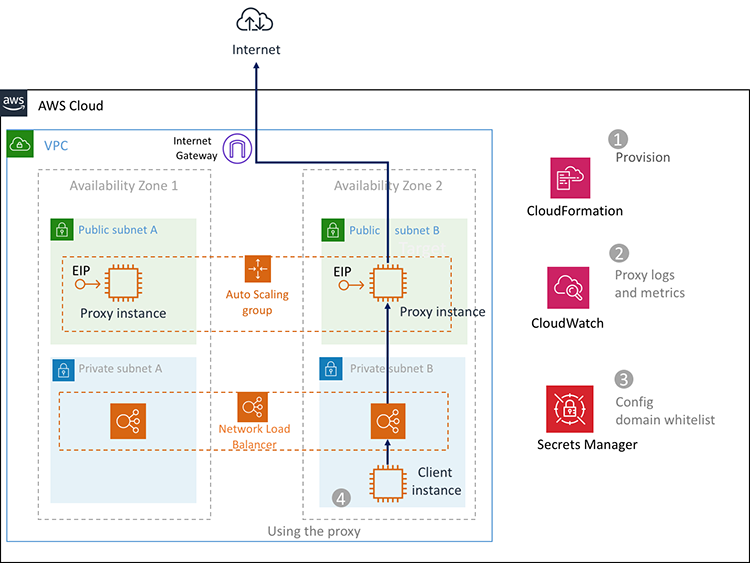 Internet
aws
AWS Cloud
VPC
Internet
Gateway
Availability Zone 1
Availability Zone 2
Public subnet A
Public subnet B
EIP
Proxy instance
Auto Scaling
group
EIP
Proxy instance
Private subnet A
Private subnet B
Network Load
Balancer
Client
instance
4
Using the proxy
1
Provision
CloudFormation
2
Proxy logs
and metrics
CloudWatch
3
Config
domain whitelist
Secrets Manager